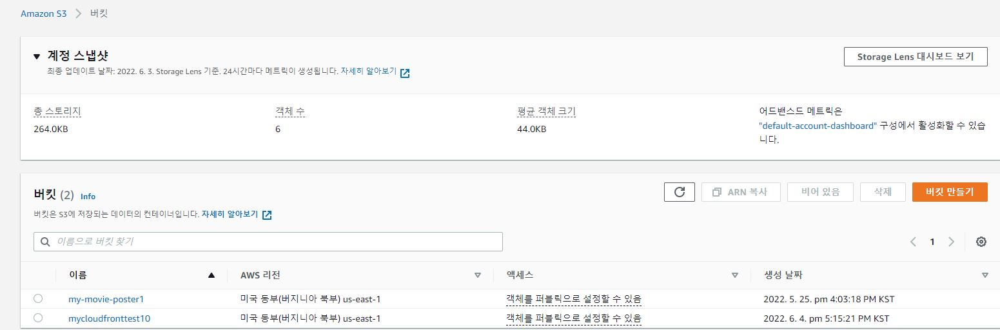 Amazon S3 > 버킷
계정 스냅샷
Storage Lens 대시보드 보기
최종 업데이트 날짜: 2022. 6. 3. Storage Lens 기준. 24시간마다 메트릭이 생성됩니다. 자세히 알아보기
총 스토리지 객체 수 평균 객체 크기 어드밴스드 메트릭은
264.0KB 6 44.0KB "default-account-dashboard" 구성에서 활성화할 수 있습
니다.
버킷 (2) Info ARN 복사 비어 있음 삭제 버킷 만들기
버킷은 S3에 저장되는 데이터의 컨테이너입니다. 자세히 알아보기
이름으로 버킷 찾기 1
이름 AWS 리전 액세스 생성 날짜
my-movie-poster1 미국 동부(버지니아 북부) us-east-1 객체를 퍼블릭으로 설정할 수 있음 2022. 5. 25. pm 4:03:18 PM KST
mycloudfronttest10 미국 동부(버지니아 북부) us-east-1 객체를 퍼블릭으로 설정할 수 있음 2022. 6. 4. pm 5:15:21 PM KST